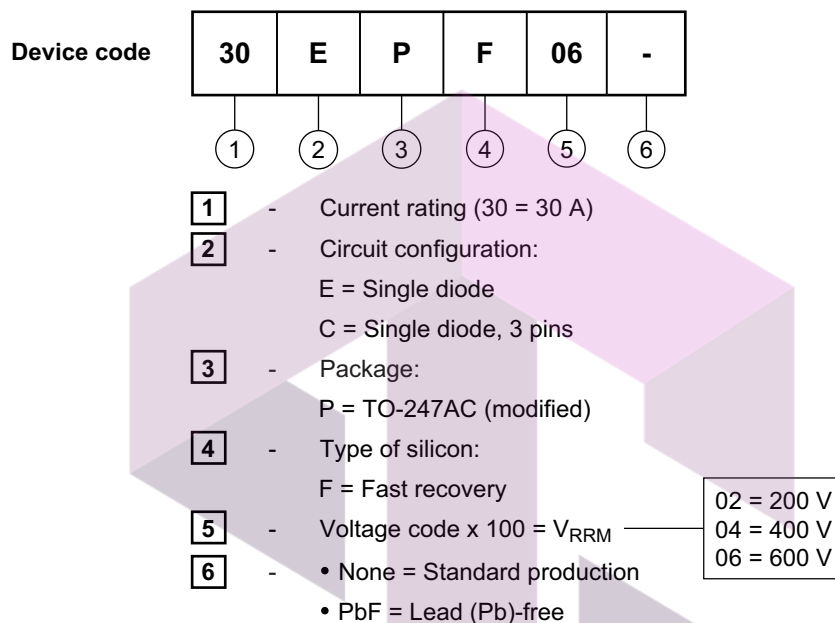 Device code 30 E P F 06 -
1 2 3 4 5 6
1 - Current rating (30 = 30 A)
2 - Circuit configuration:
E = Single diode
C = Single diode, 3 pins
3 - Package:
P = TO-247AC (modified)
4 - Type of silicon:
F = Fast recovery
5 - Voltage code x 100 = VRRM
02 = 200 V
04 = 400 V
06 = 600 V
6 - • None = Standard production
• PbF = Lead (Pb)-free